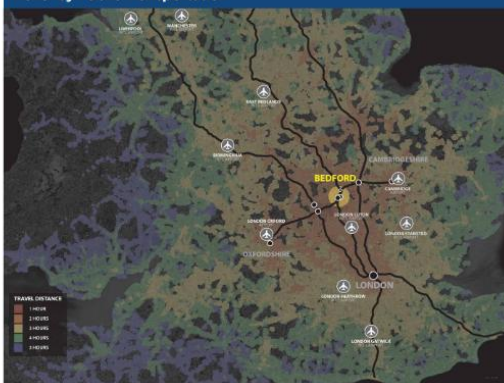 LIVERPOOL
MANCHESTER
EAST MIDLANDS
BIRMINGHAM
BEDFORD
CAMBRIDGESHIRE
CAMBRIDGE
LONDON OXFORD
LONDON LUTON
LONDON STANSTED
OXFORDSHIRE
LONDON
LONDON HEATHROW
LONDON GATWICK
TRAVEL DISTANCE
1 HOUR
2 HOURS
3 HOURS
4 HOURS
5 HOURS